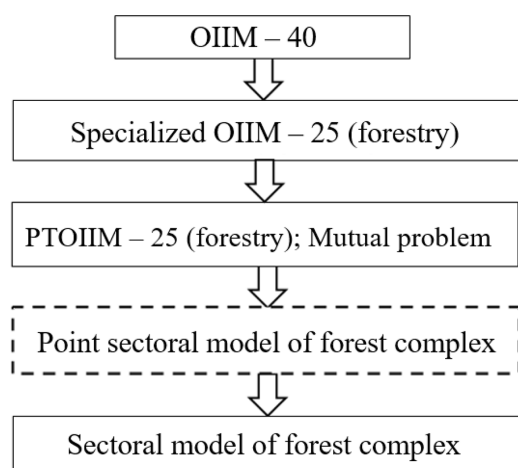 OIIM – 40
Specialized OIIM – 25 (forestry)
PTOIIM – 25 (forestry); Mutual problem
Point sectoral model of forest complex
Sectoral model of forest complex